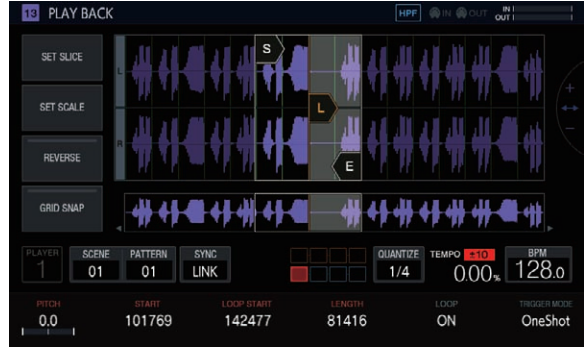 13 PLAY BACK HPF IN OUT IN
OUT
SET SLICE
SET SCALE
REVERSE
GRID SNAP
L
R
S
L
E
PLAYER
1
SCENE
01
PATTERN
01
SYNC
LINK
QUANTIZE
1/4
TEMPO ±10
0.00%
BPM
128.0
PITCH START LOOP START LENGTH LOOP TRIGGER MODE
0.0 101769 142477 81416 ON OneShot